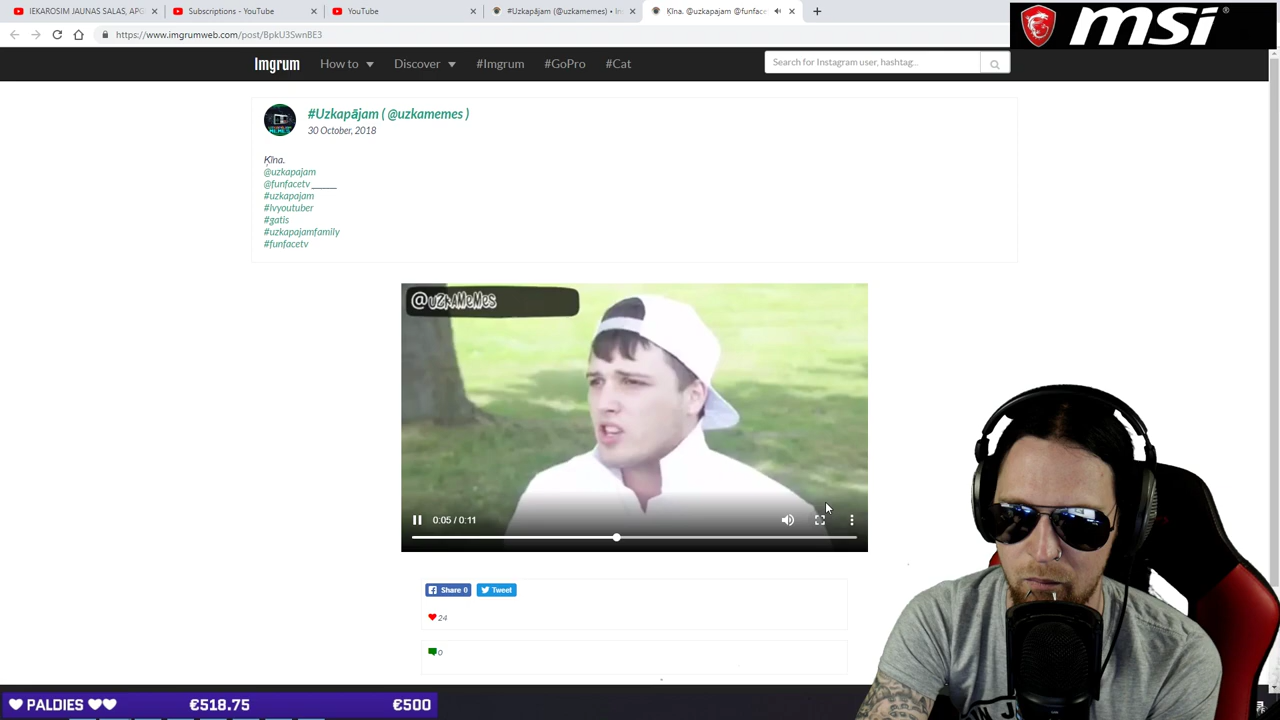 IEKAROSIM JAUNAS SALAS, APG
Subscriptions - YouTube
YouTube
#Uzkapājam (@uzkamemes) • In
Ķīna. @uzkapajam @funface
msi
https://www.imgrumweb.com/post/BpkU3SwnBE3
Imgrum
How to
Discover
#Imgrum
#GoPro
#Cat
Search for Instagram user, hashtag..
#Uzkapājam ( @uzkamemes )
30 October, 2018
Ķīna.
@uzkapajam
@funfacetv ______
#uzkapajam
#lvyoutuber
#gatis
#uzkapajamfamily
#funfacetv
@uzkAMeMes
0:05 / 0:11
Share 0
Tweet
24
0
PALDIES
€518.75
€500